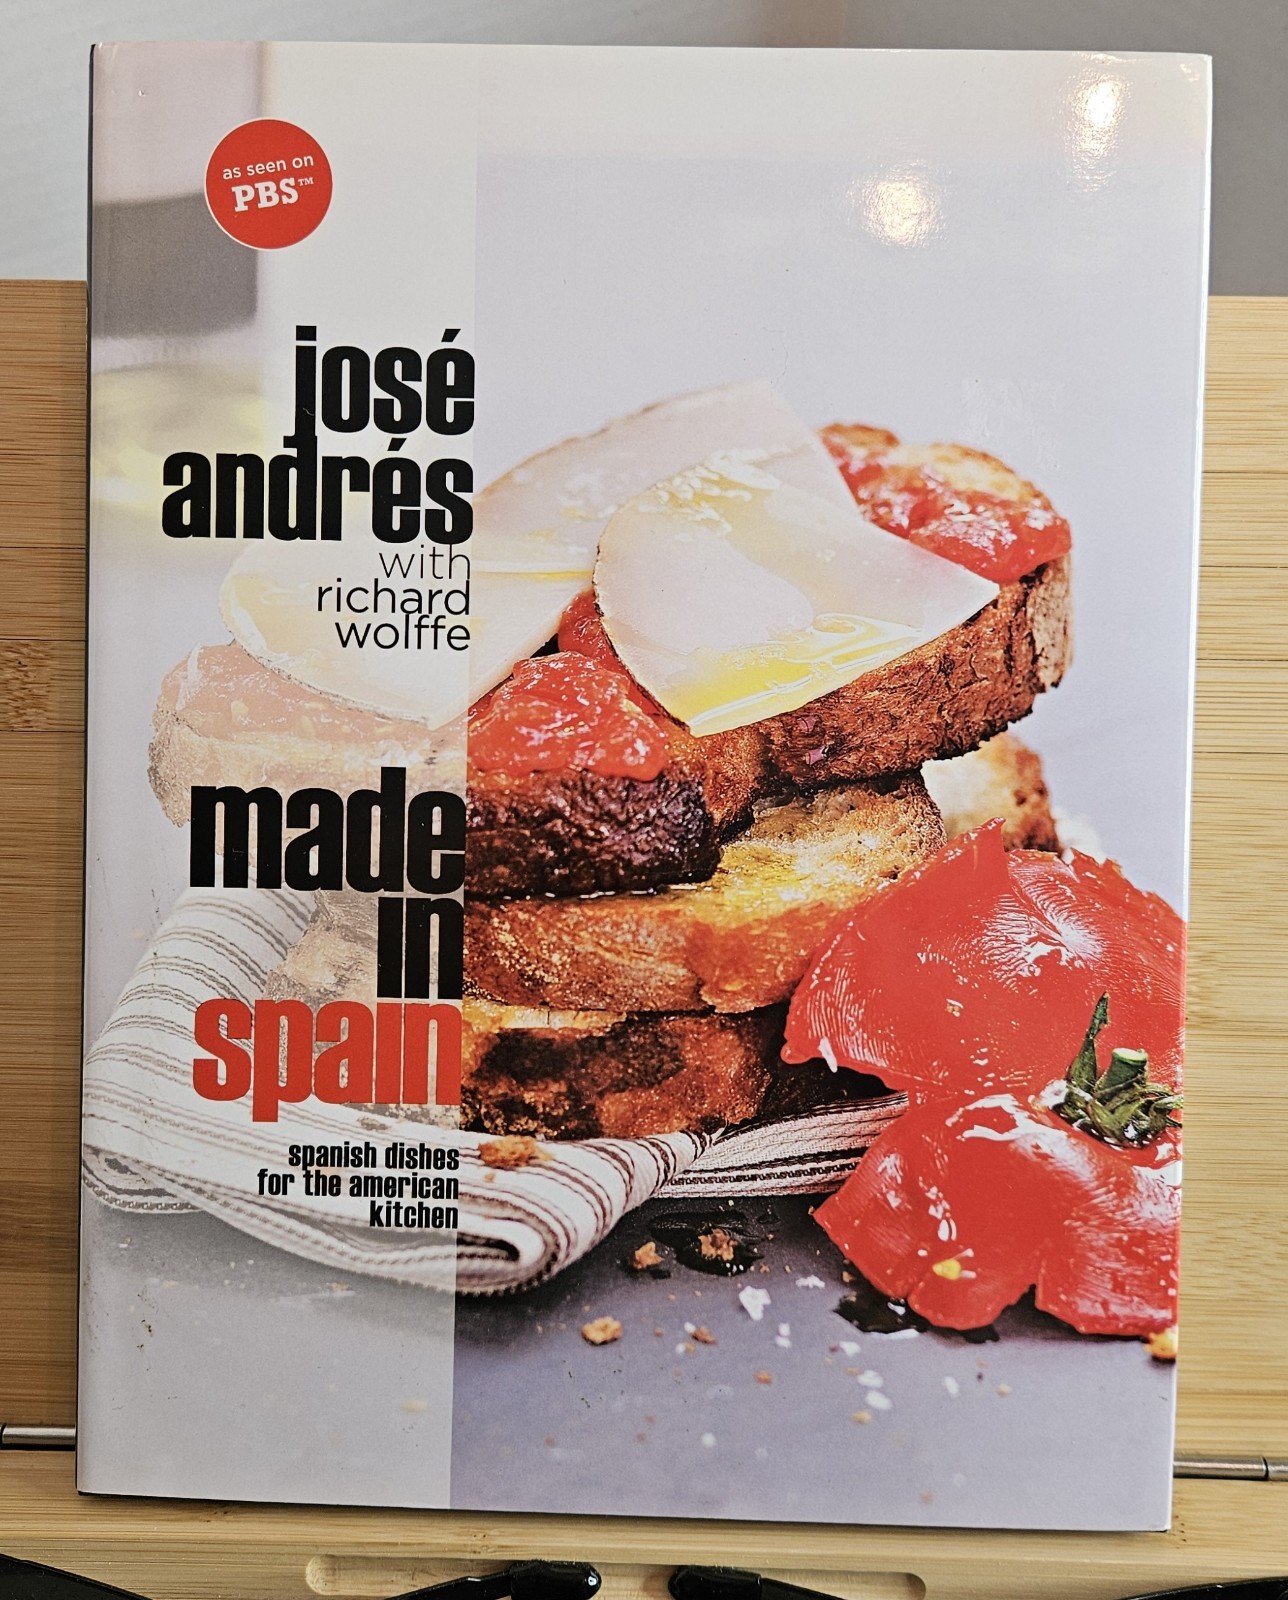 as seen on
PBS™
josé
andrés
with
richard
wolffe
made
in
spain
spanish dishes
for the american
kitchen